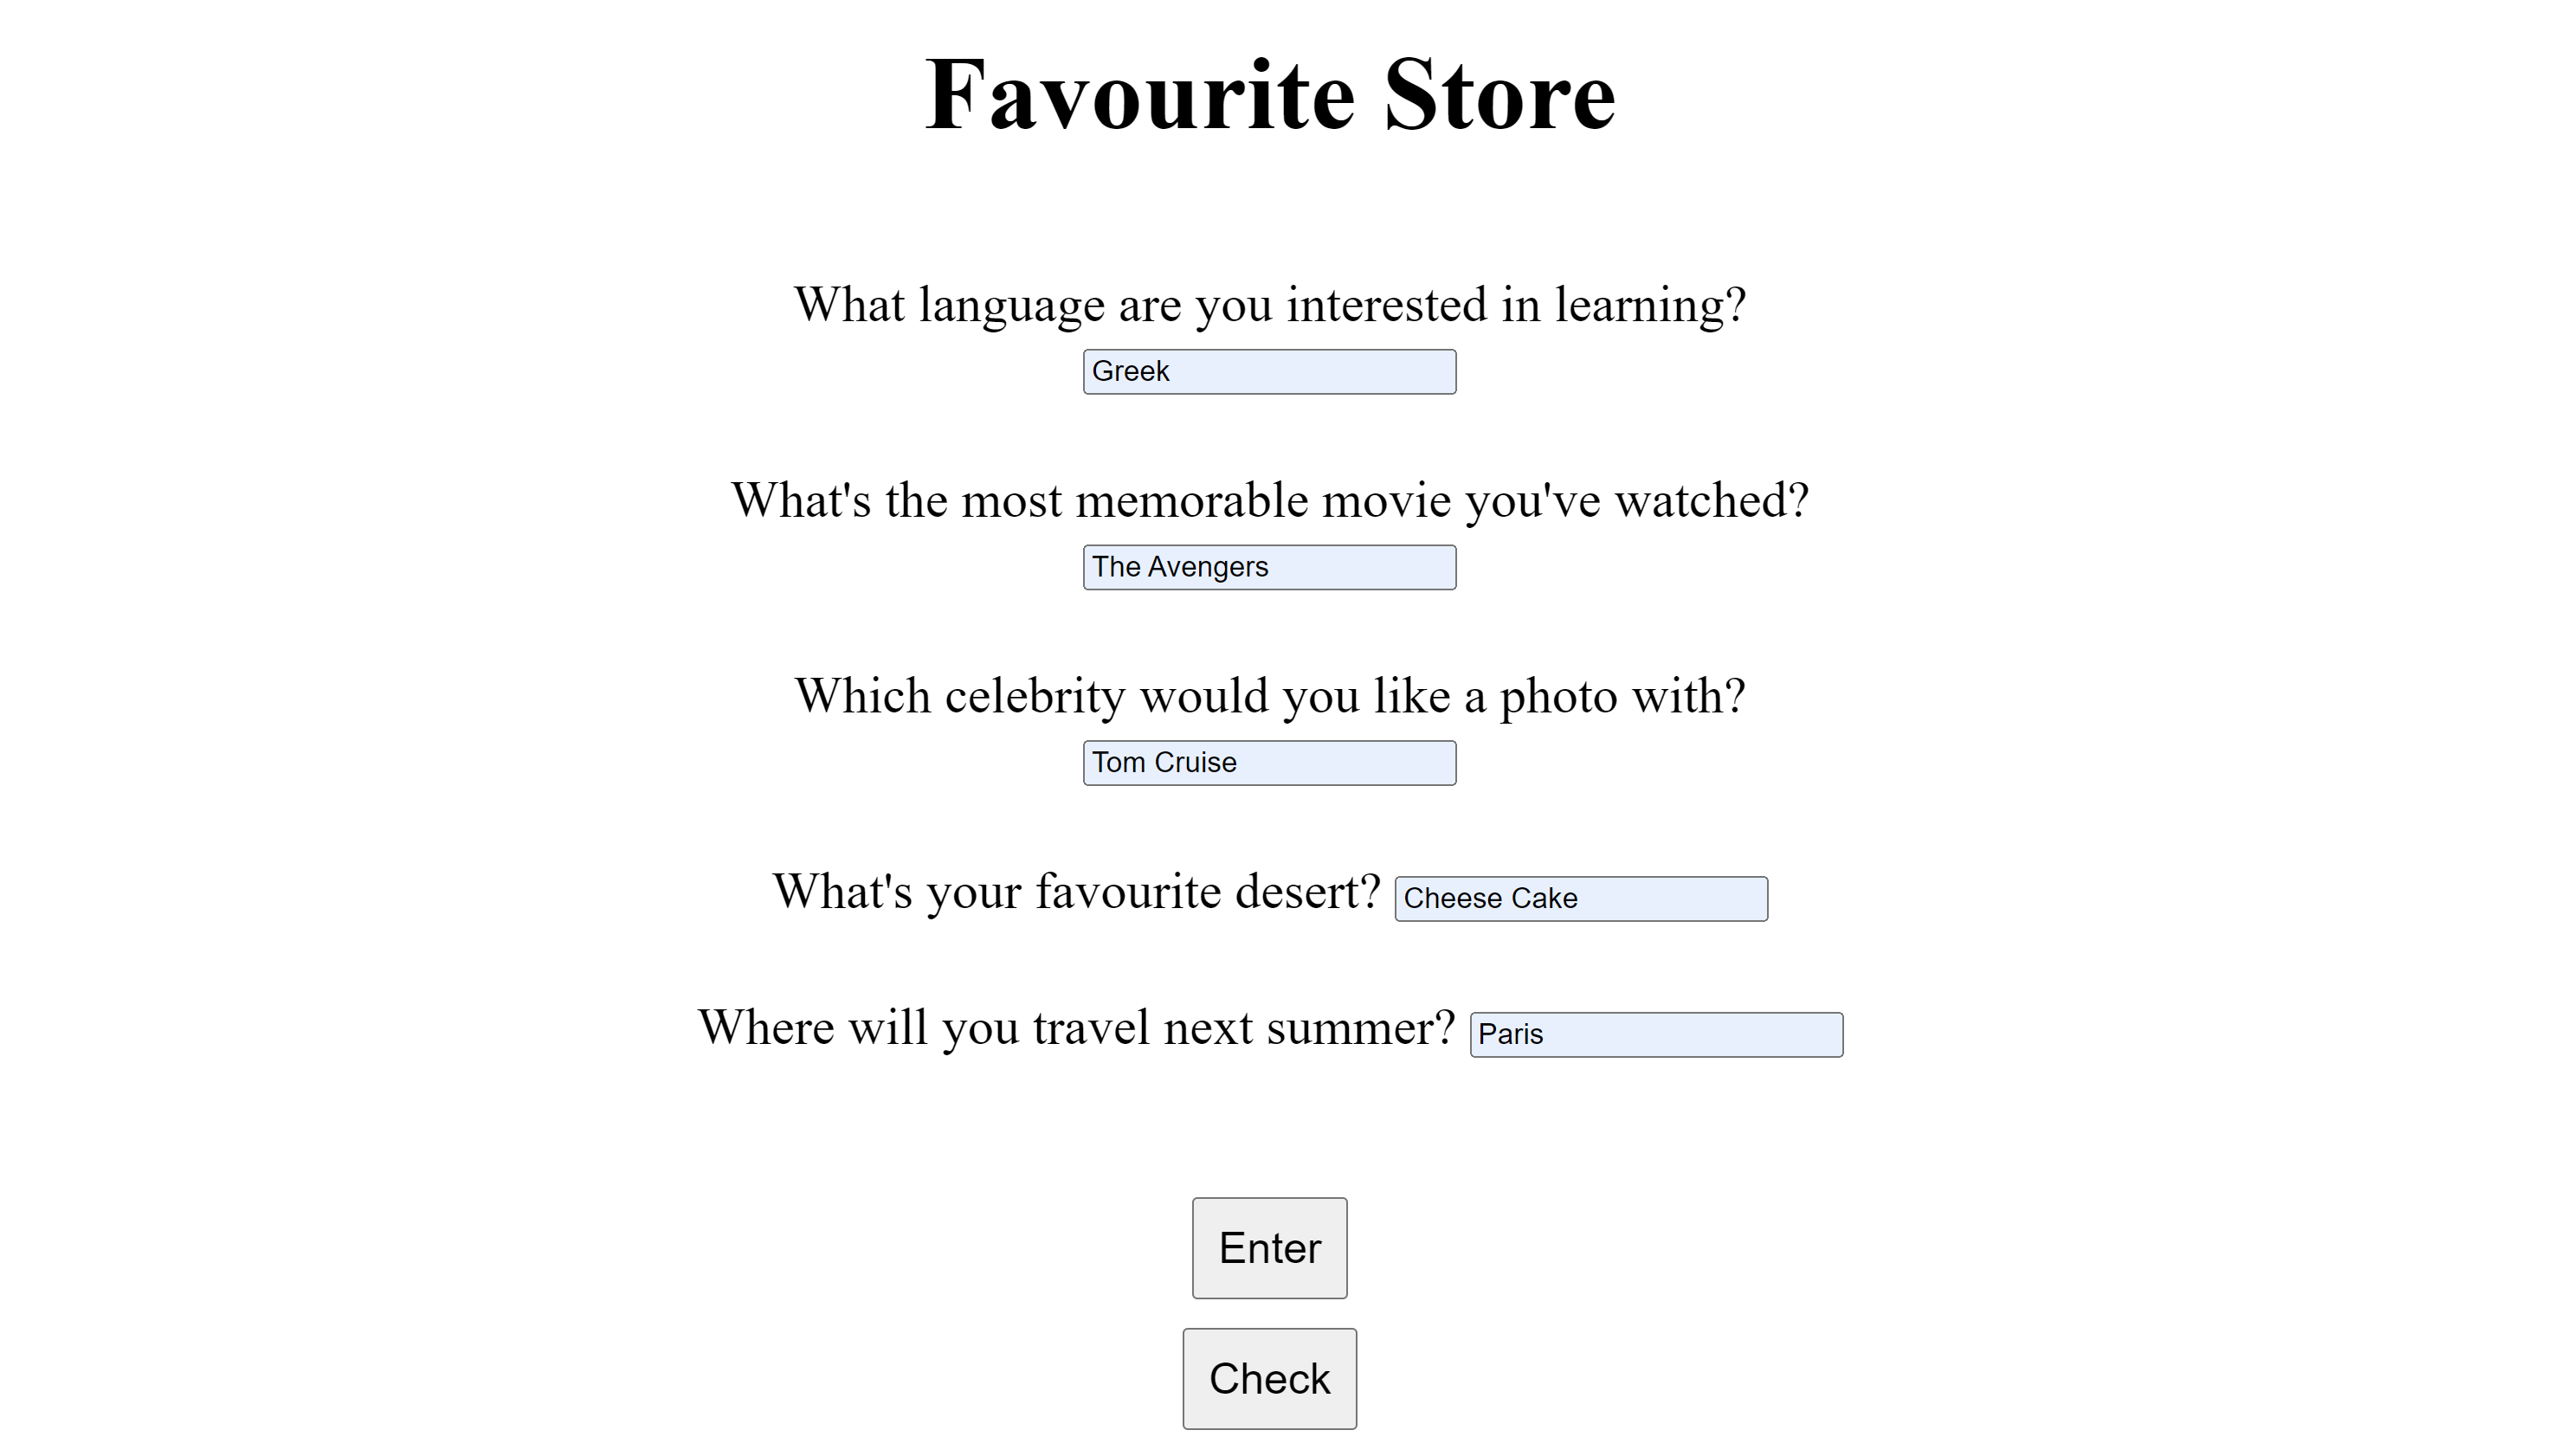 Favourite Store
What language are you interested in learning?
Greek
What's the most memorable movie you've watched?
The Avengers
Which celebrity would you like a photo with?
Tom Cruise
What's your favourite desert? Cheese Cake
Where will you travel next summer? Paris
Enter
Check